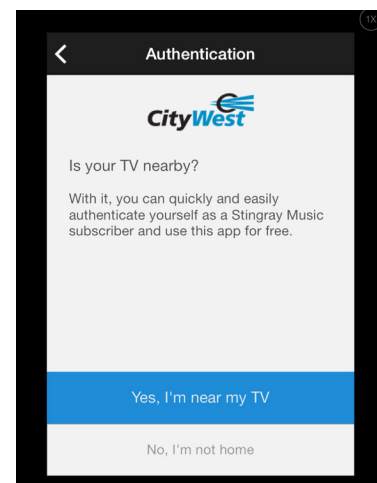 1X
Authentication
CityWest
Is your TV nearby?
With it, you can quickly and easily
authenticate yourself as a Stingray Music
subscriber and use this app for free.
Yes, I'm near my TV
No, I'm not home